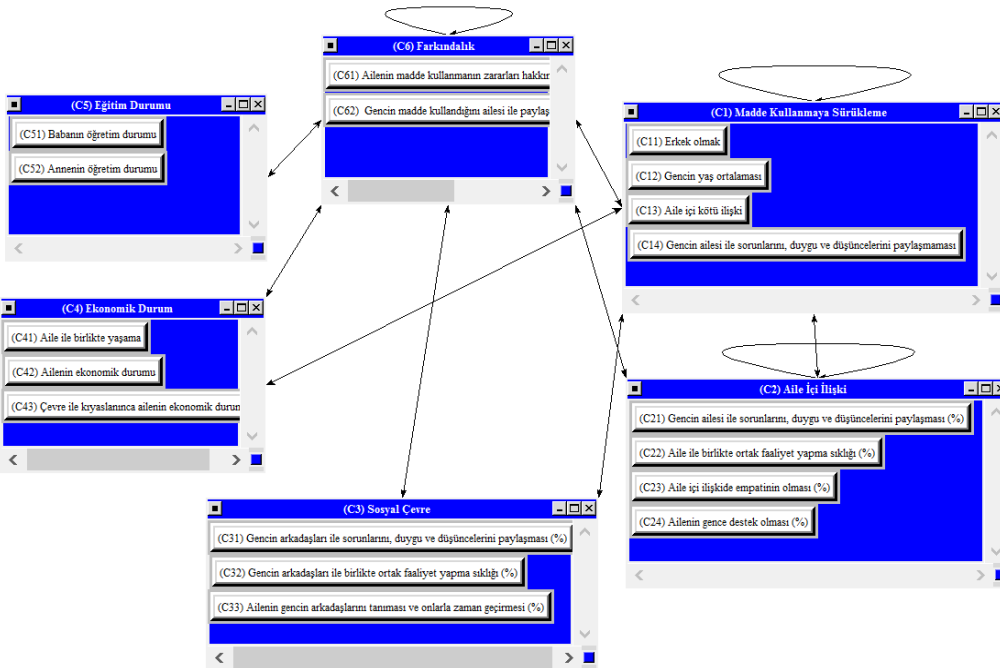 (C6) Farkındalık
(C61) Ailenin madde kullanmanın zararları
(C62) Gencin madde kullandığını ailesi ile
(C5) Eğitim Durumu
(C51) Babanın öğretim durumu
(C52) Annenin öğretim durumu
(C1) Madde Kullanmaya Sürükleme
(C11) Erkek olmak
(C12) Gencin yaş ortalaması
(C13) Aile içi kötü ilişki
(C14) Gencin ailesi ile sorunlarını, duygu ve düşüncelerini paylaşmaması
(C4) Ekonomik Durum
(C41) Aile ile birlikte yaşama
(C42) Ailenin ekonomik durumu
(C43) Çevre ile kıyaslanınca ailenin ekonomik
(C2) Aile İçi İlişki
(C21) Gencin ailesi ile sorunlarını, duygu ve düşüncelerini paylaşması (%)
(C22) Aile ile birlikte ortak faaliyet yapma sıklığı (%)
(C23) Aile içi ilişkide empatinin olması (%)
(C24) Ailenin gence destek olması (%)
(C3) Sosyal Çevre
(C31) Gencin arkadaşları ile sorunlarını, duygu ve düşüncelerini paylaşması (%)
(C32) Gencin arkadaşları ile birlikte ortak faaliyet yapma sıklığı (%)
(C33) Ailenin gencin arkadaşlarını tanıması ve onlarla zaman geçirmesi (%)